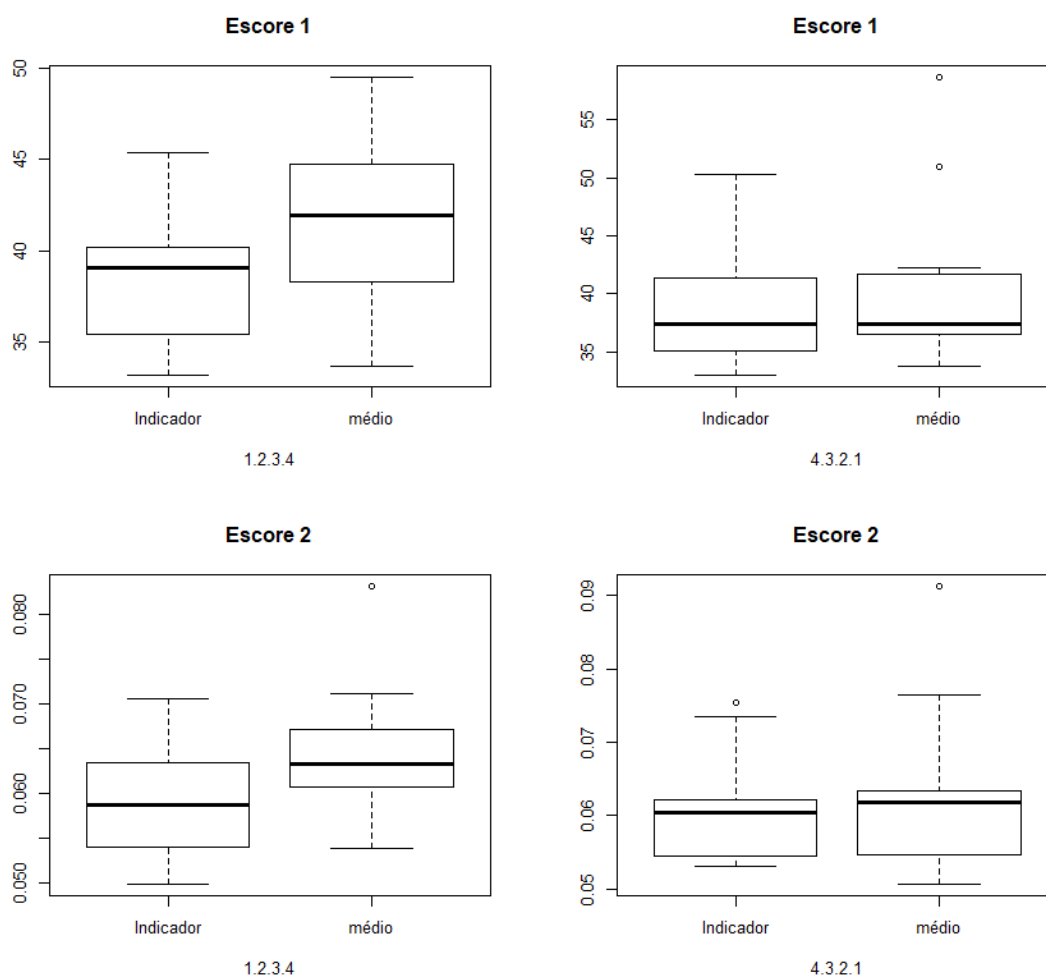 Escore 1
50
45
40
35
Indicador médio
1.2.3.4
Escore 1
55
50
45
40
35
Indicador médio
4.3.2.1
Escore 2
0.080
0.070
0.060
0.050
Indicador médio
1.2.3.4
Escore 2
0.09
0.08
0.07
0.06
0.05
Indicador médio
4.3.2.1